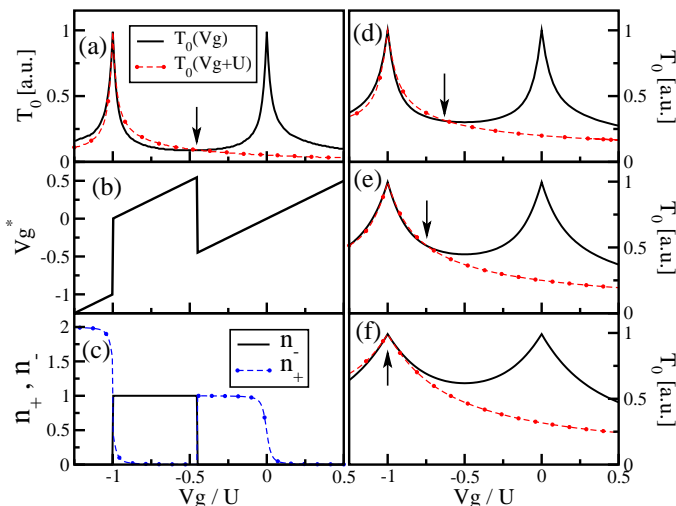 (a)
T0(Vg)
T0(Vg+U)
T0 [a.u.]
1
0.5
0
(b)
Vg*
0.5
0
-0.5
-1
(c)
n-
n+
n+ , n-
2
1.5
1
0.5
0
-1 -0.5 0 0.5
Vg / U
(d)
T0 [a.u.]
1
0.5
0
(e)
T0 [a.u.]
1
0.5
0
(f)
T0 [a.u.]
1
0.5
0
-1 -0.5 0 0.5
Vg / U